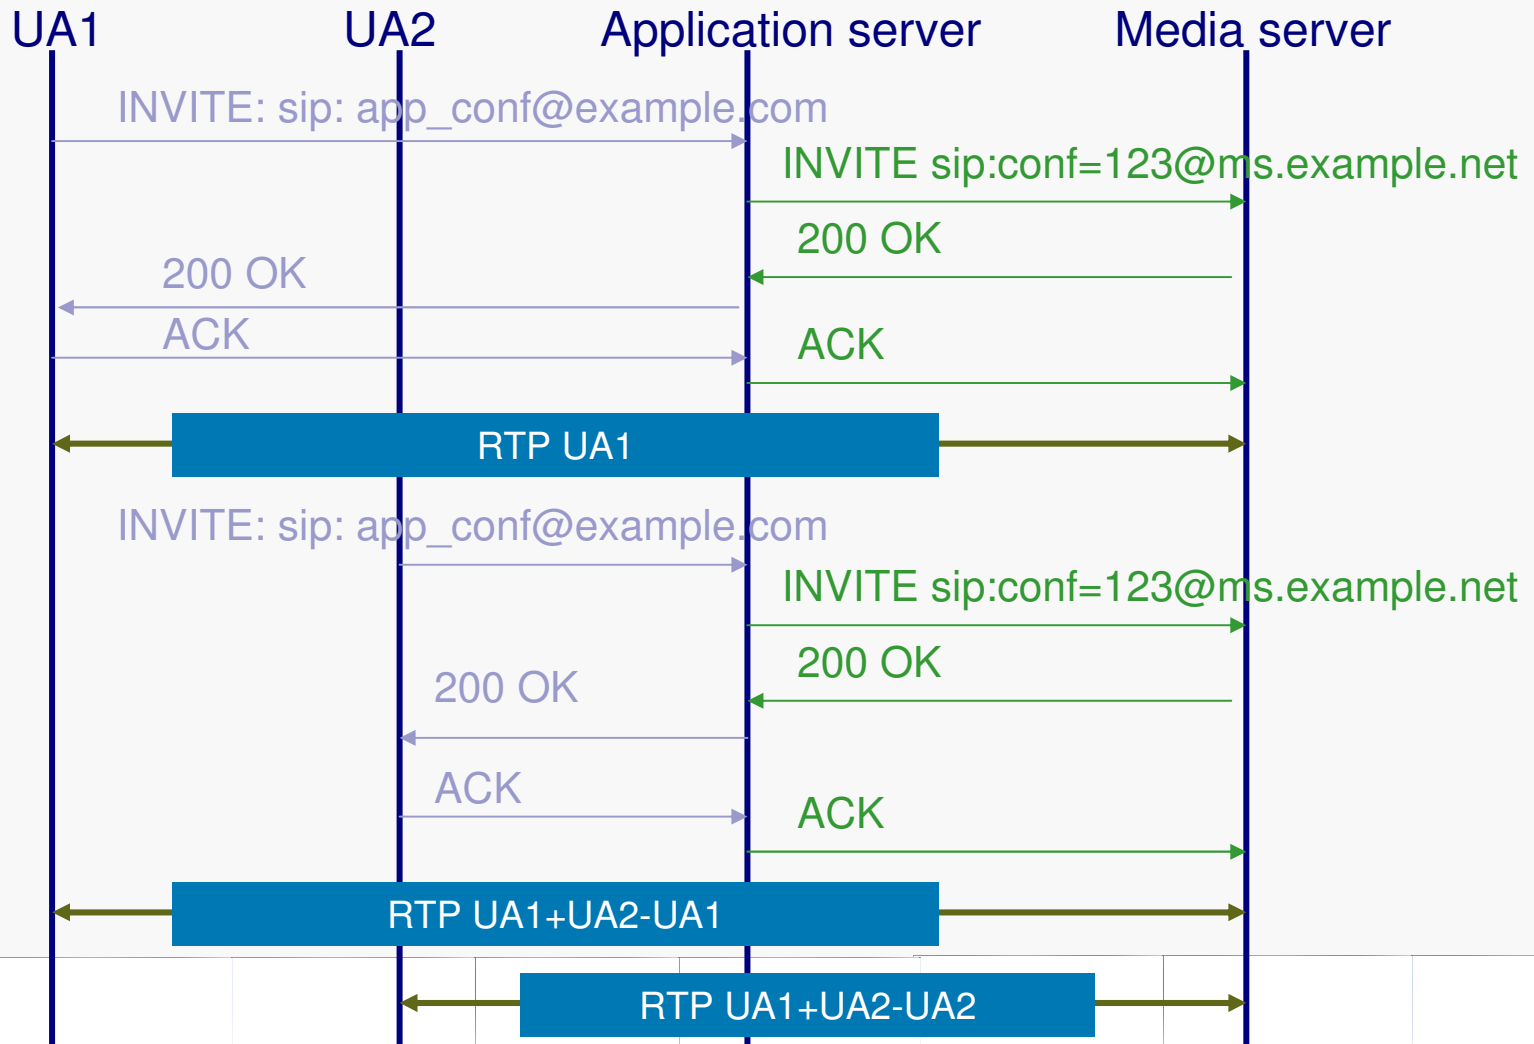 UA1 UA2 Application server Media server
INVITE: sip: app_conf@example.com
INVITE sip:conf=123@ms.example.net
200 OK
200 OK
ACK
ACK
RTP UA1
INVITE: sip: app_conf@example.com
INVITE sip:conf=123@ms.example.net
200 OK
200 OK
ACK
ACK
RTP UA1+UA2-UA1
RTP UA1+UA2-UA2